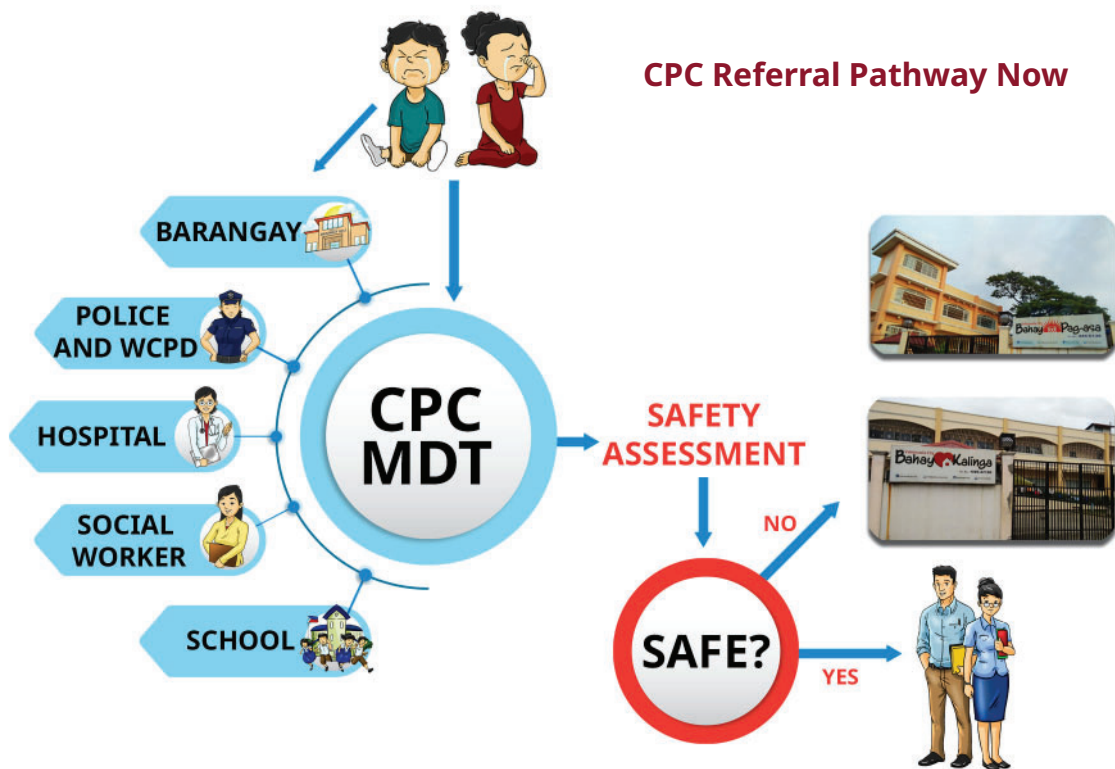 CPC Referral Pathway Now
BARANGAY
POLICE
AND WCPD
HOSPITAL
SOCIAL
WORKER
SCHOOL
CPC
MDT
SAFETY
ASSESSMENT
NO
SAFE?
YES
Bahay Pag-asa
Bahay Kalinga